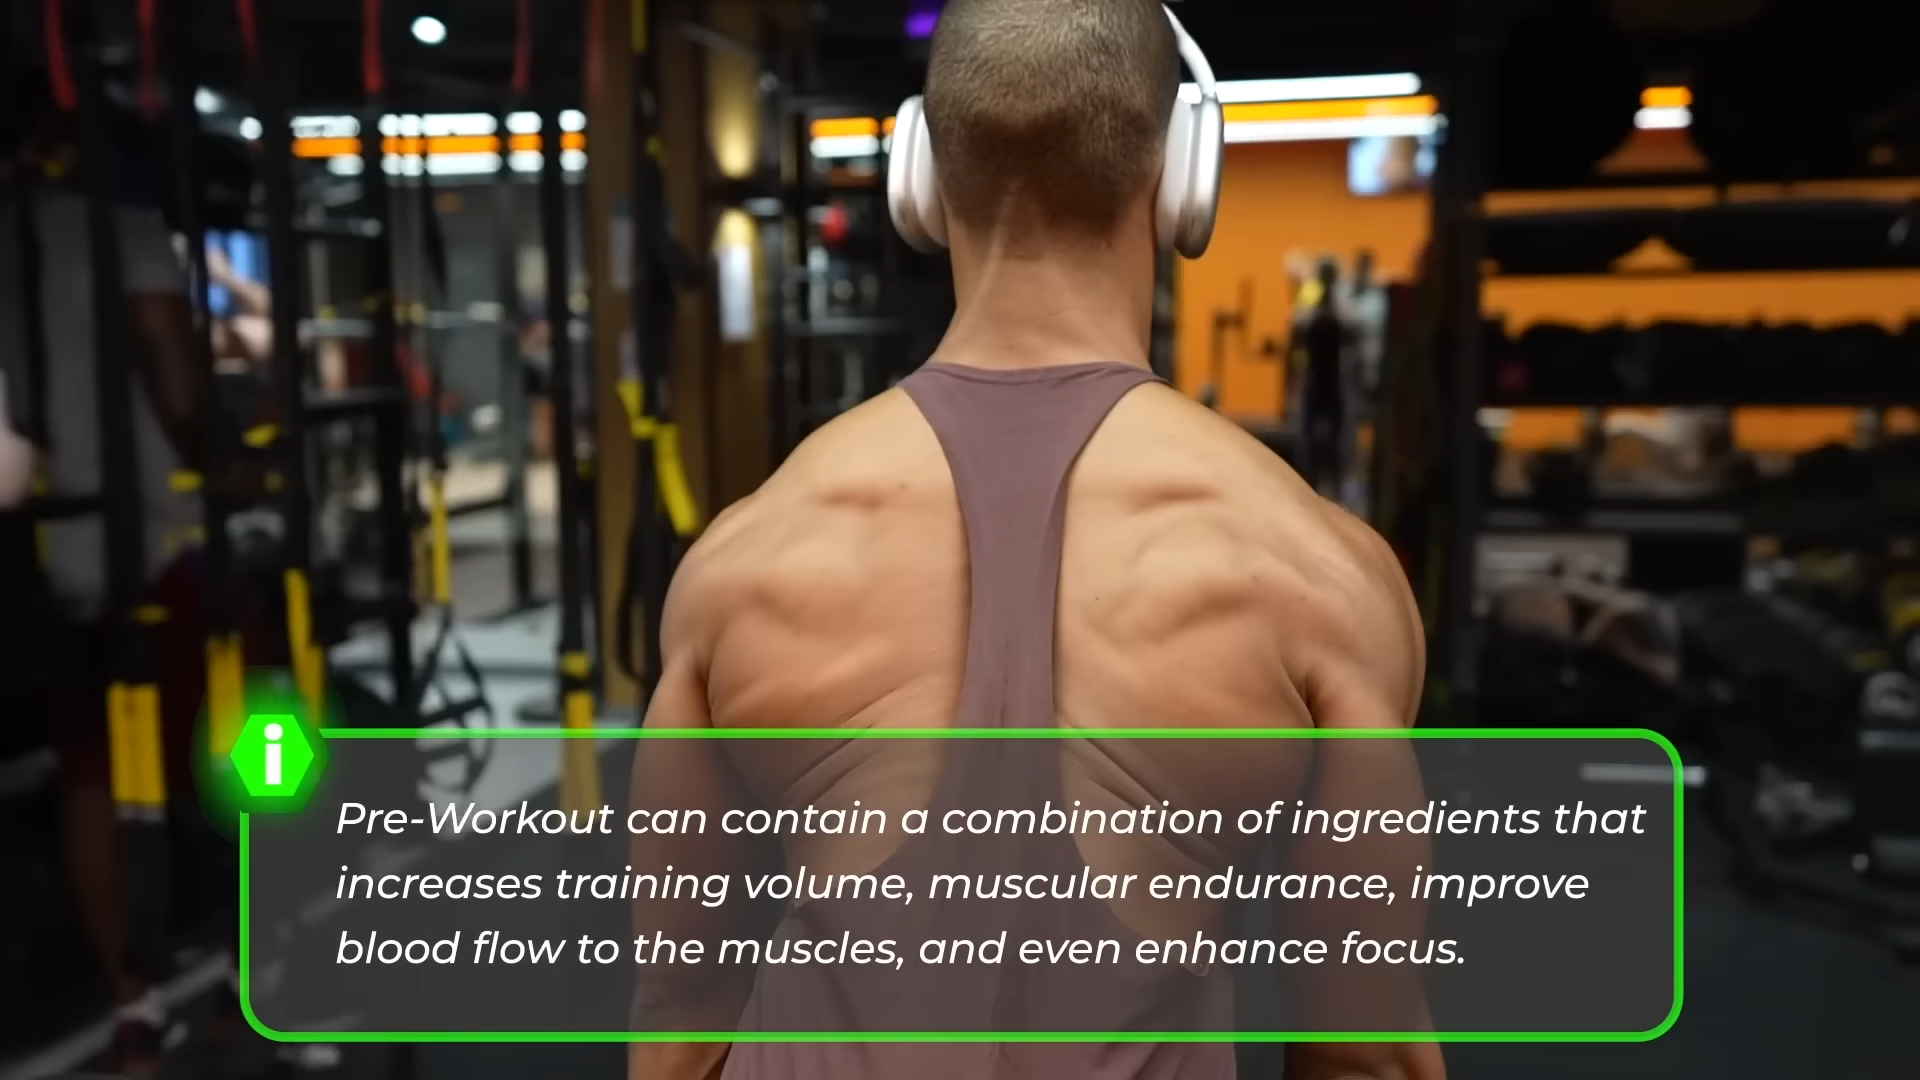 i
Pre-Workout can contain a combination of ingredients that
increases training volume, muscular endurance, improve
blood flow to the muscles, and even enhance focus.